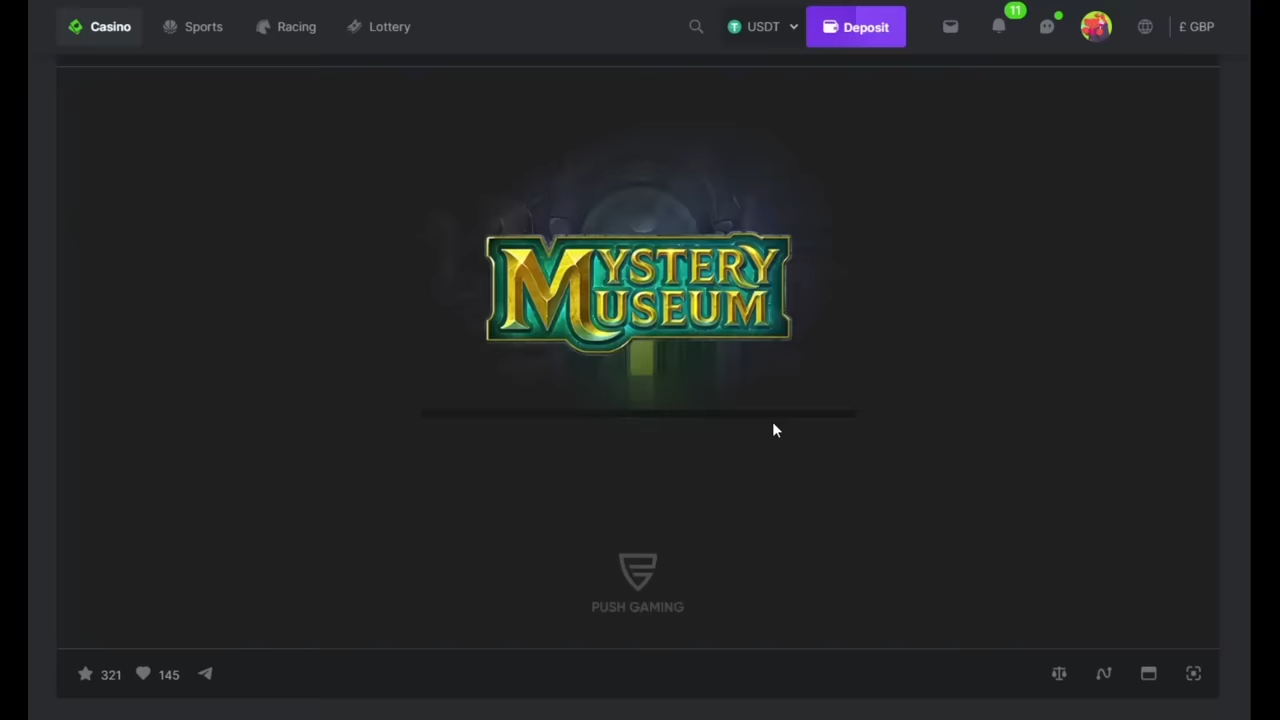 Casino Sports Racing Lottery USDT Deposit 11 £ GBP
MYSTERY
MUSEUM
PUSH GAMING
321 145